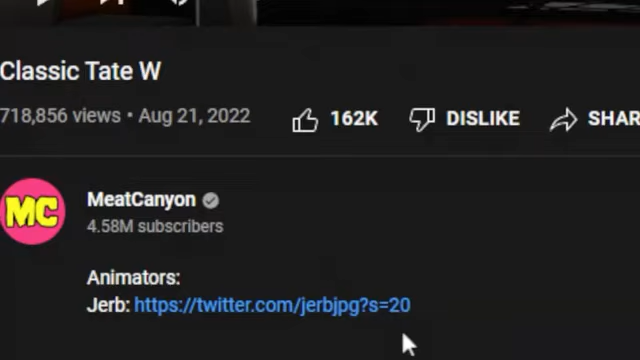 Classic Tate W
718,856 views • Aug 21, 2022 162K DISLIKE SHAR
MC MeatCanyon
4.58M subscribers
Animators:
Jerb: https://twitter.com/jerbjpg?s=20